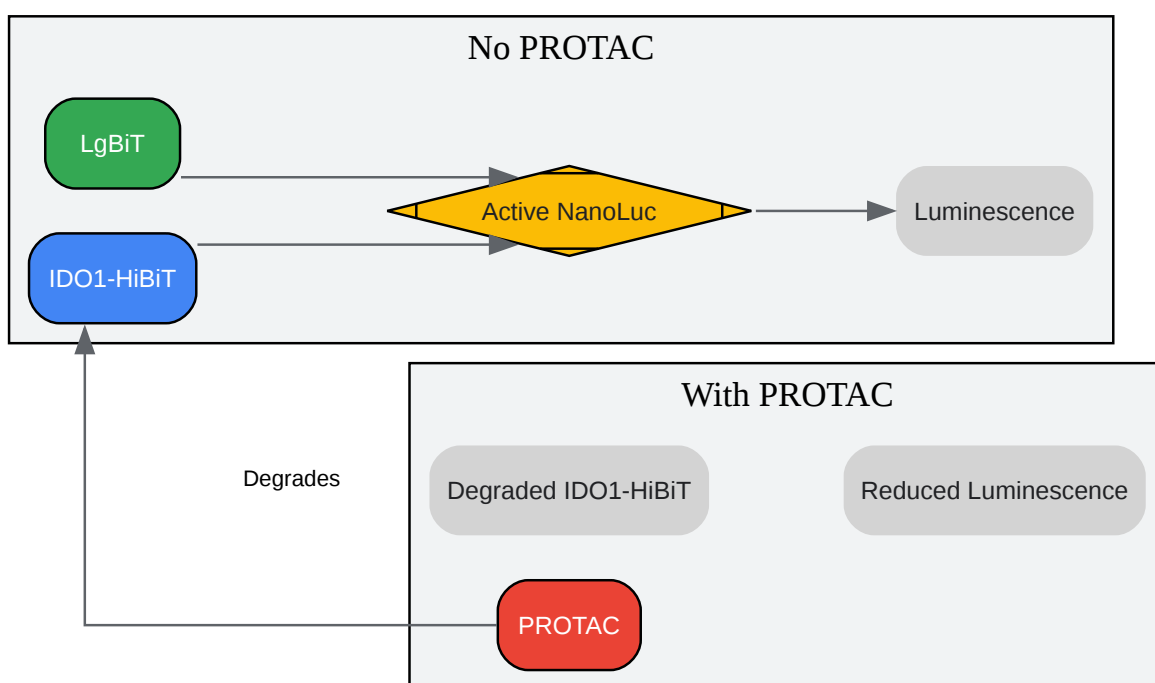 No PROTAC
LgBiT
Active NanoLuc
Luminescence
IDO1-HiBiT
With PROTAC
Degrades
Degraded IDO1-HiBiT
Reduced Luminescence
PROTAC